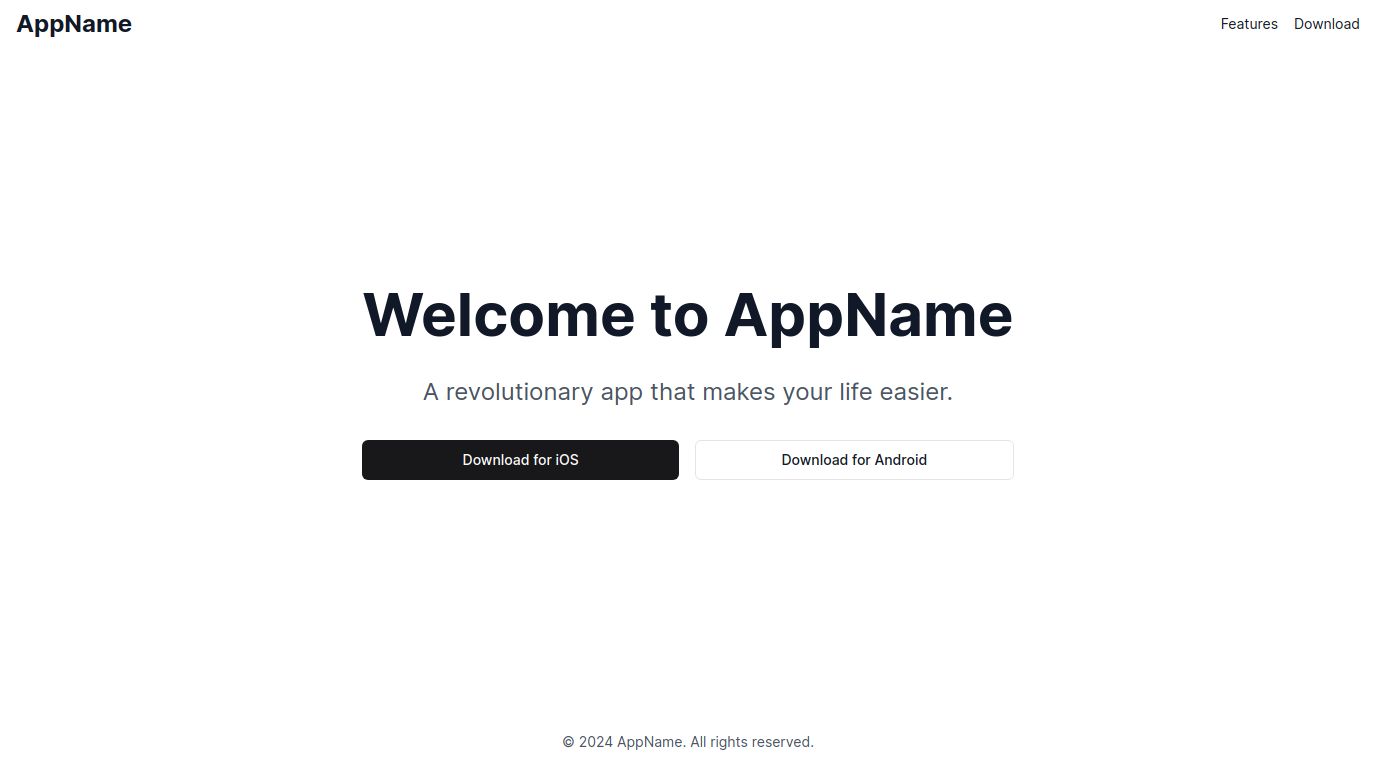 AppName
Features Download
Welcome to AppName
A revolutionary app that makes your life easier.
Download for iOS
Download for Android
© 2024 AppName. All rights reserved.